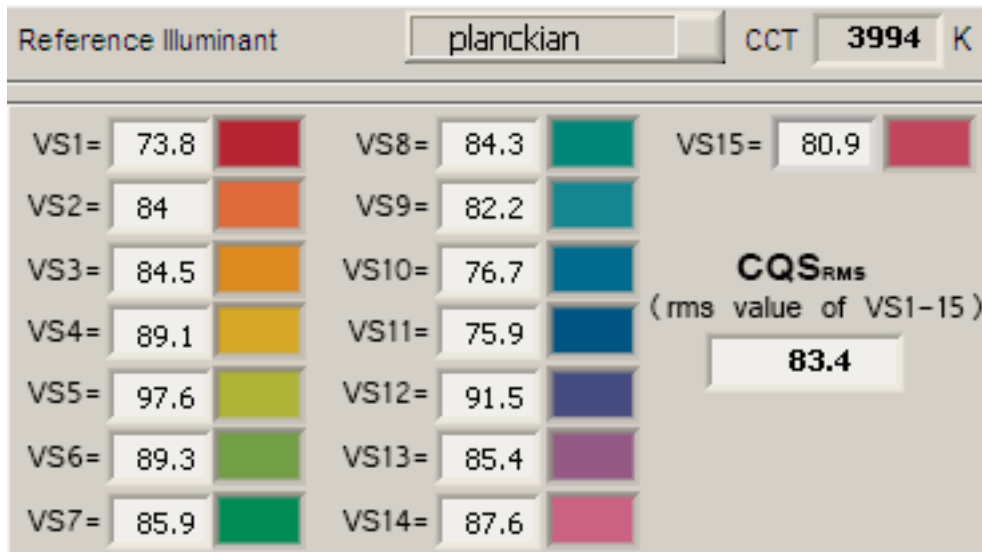 Reference Illuminant planckian CCT 3994 K
VS1= 73.8 VS8= 84.3 VS15= 80.9
VS2= 84 VS9= 82.2
VS3= 84.5 VS10= 76.7 CQSRMS
VS4= 89.1 VS11= 75.9 (rms value of VS1-15)
VS5= 97.6 VS12= 91.5 83.4
VS6= 89.3 VS13= 85.4
VS7= 85.9 VS14= 87.6